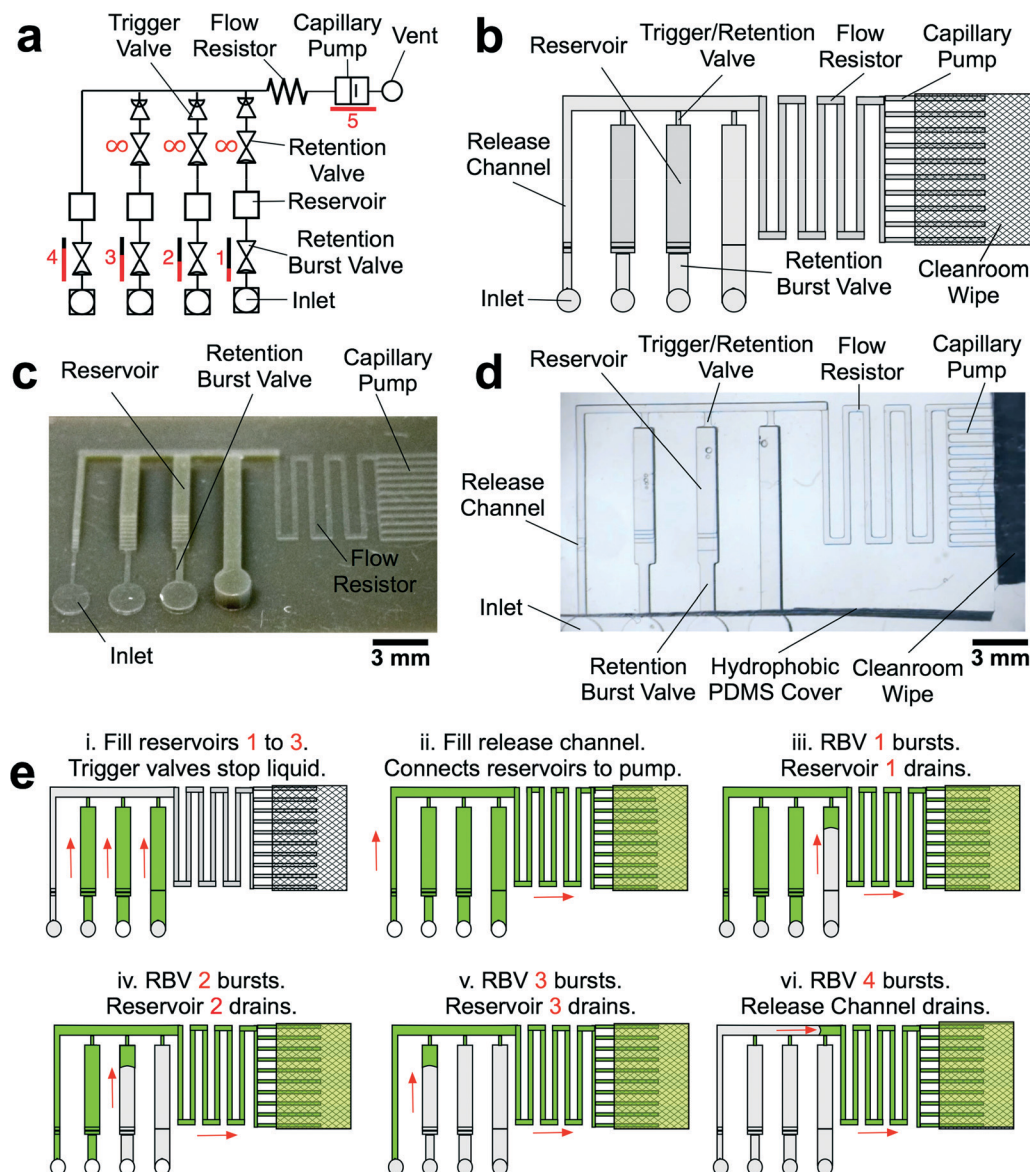 a
Trigger
Valve
Flow
Resistor
Capillary
Pump
Vent
5
∞ ∞ ∞
Retention
Valve
Reservoir
4 3 2 1
Retention
Burst Valve
Inlet
b
Reservoir
Trigger/Retention
Valve
Flow
Resistor
Capillary
Pump
Release
Channel
Retention
Burst Valve
Inlet
Cleanroom
Wipe
c
Reservoir
Retention
Burst Valve
Capillary
Pump
Flow
Resistor
Inlet
3 mm
d
Reservoir
Trigger/Retention
Valve
Flow
Resistor
Capillary
Pump
Release
Channel
Inlet
Retention
Burst Valve
Hydrophobic
PDMS Cover
Cleanroom
Wipe
3 mm
e
i. Fill reservoirs 1 to 3.
Trigger valves stop liquid.
ii. Fill release channel.
Connects reservoirs to pump.
iii. RBV 1 bursts.
Reservoir 1 drains.
iv. RBV 2 bursts.
Reservoir 2 drains.
v. RBV 3 bursts.
Reservoir 3 drains.
vi. RBV 4 bursts.
Release Channel drains.